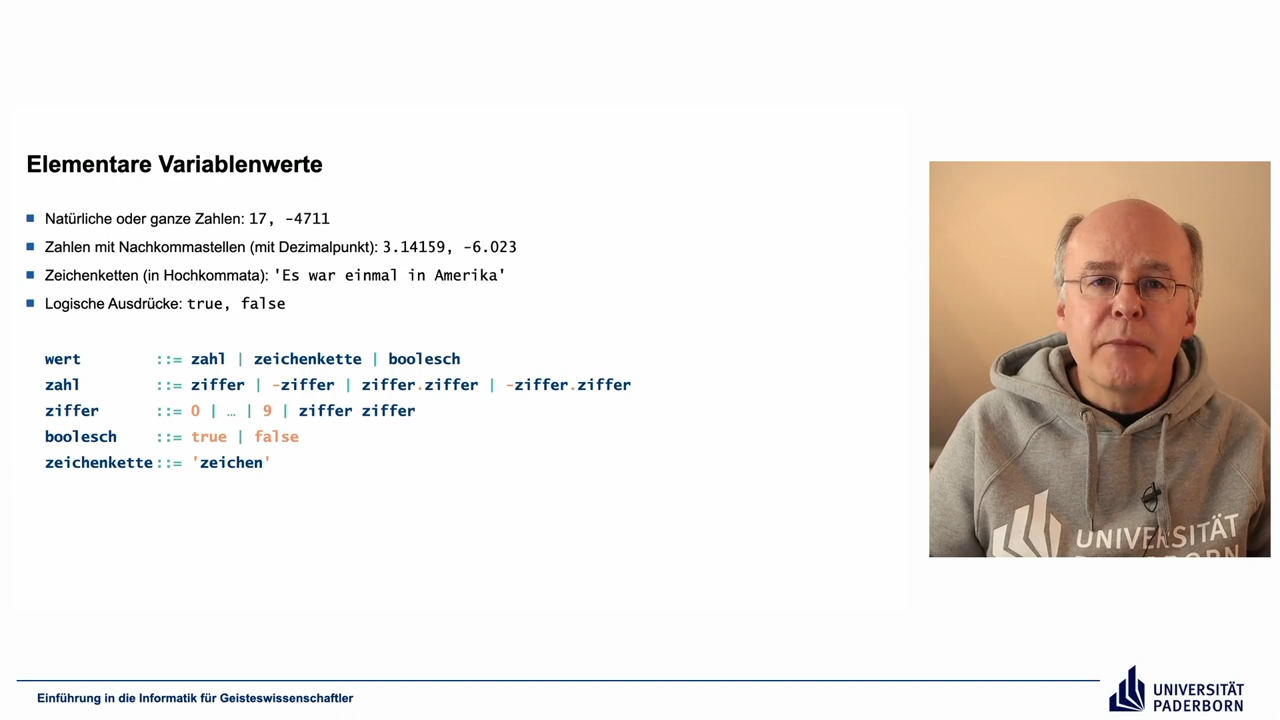 Elementare Variablenwerte
Natürliche oder ganze Zahlen: 17, -4711
Zahlen mit Nachkommastellen (mit Dezimalpunkt): 3.14159, -6.023
Zeichenketten (in Hochkommata): 'Es war einmal in Amerika'
Logische Ausdrücke: true, false
wert ::= zahl | zeichenkette | boolesch
zahl ::= ziffer | -ziffer | ziffer.ziffer | -ziffer.ziffer
ziffer ::= 0 | … | 9 | ziffer ziffer
boolesch ::= true | false
zeichenkette ::= 'zeichen'
UNIVERSITÄT
PADERBORN
Einführung in die Informatik für Geisteswissenschaftler
UNIVERSITÄT
PADERBORN